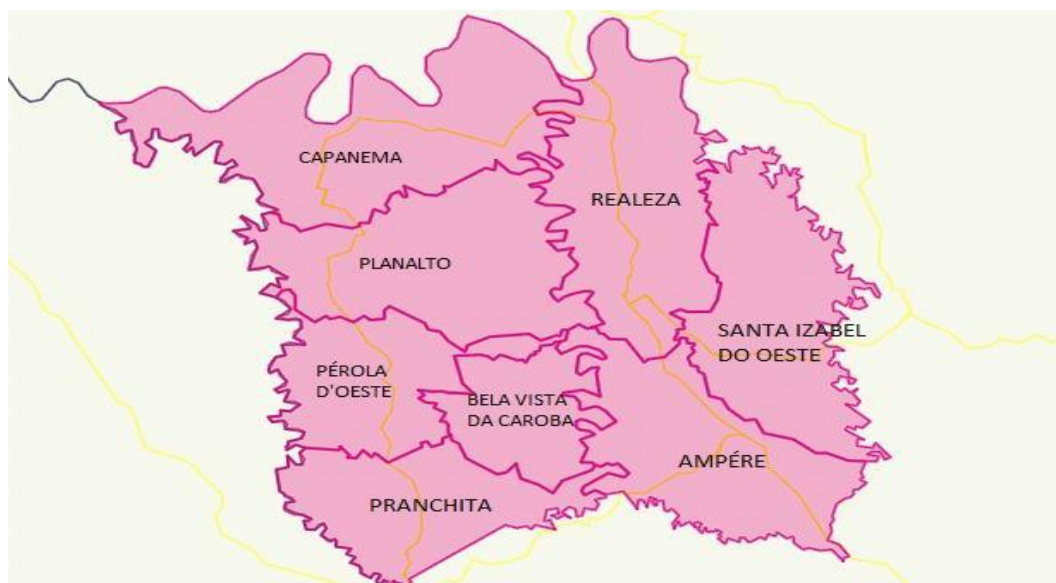 CAPANEMA
REALEZA
PLANALTO
SANTA IZABEL
DO OESTE
PÉROLA
D'OESTE
BELA VISTA
DA CAROBA
AMPÉRE
PRANCHITA